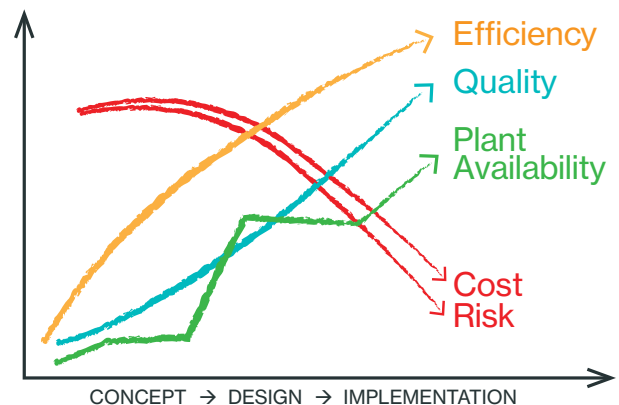 Efficiency
Quality
Plant
Availability
Cost
Risk
CONCEPT → DESIGN → IMPLEMENTATION